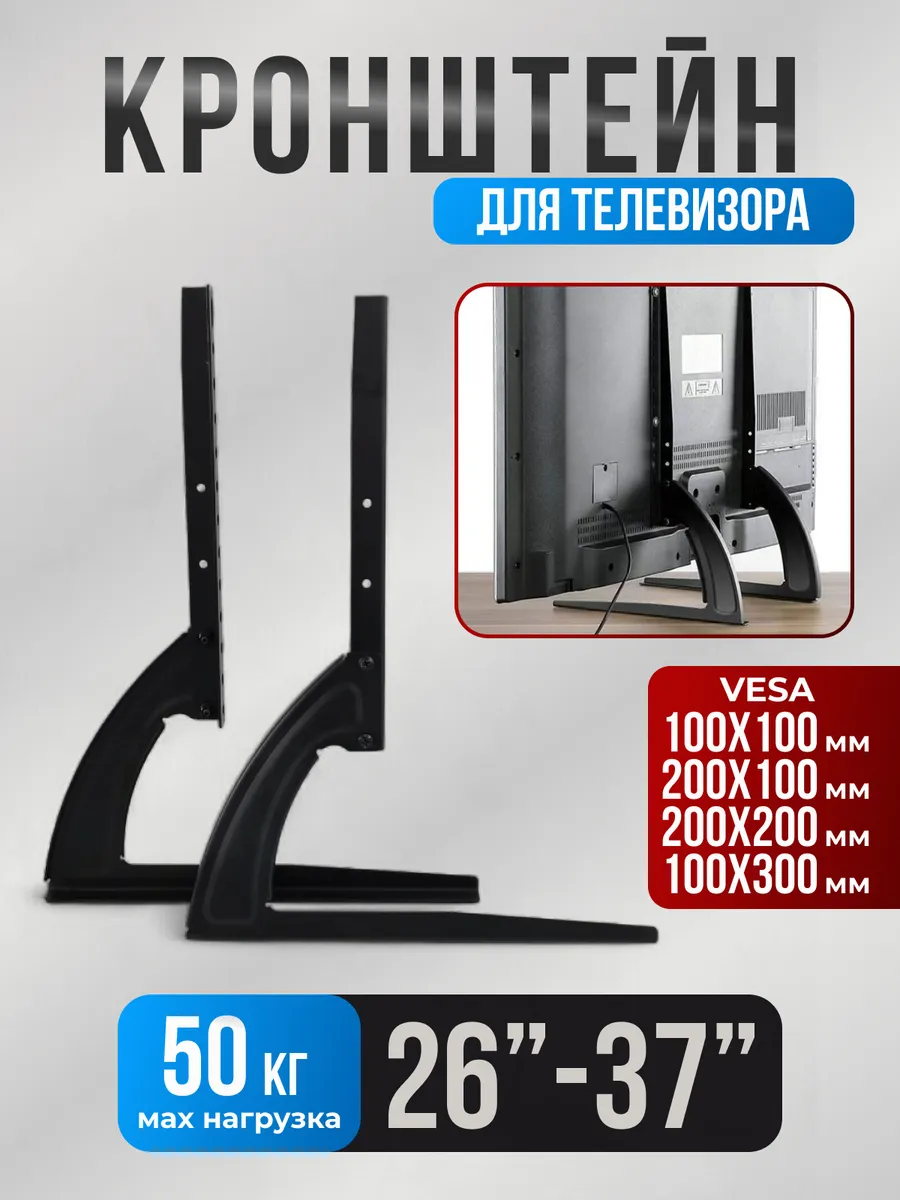 КРОНШТЕЙН
ДЛЯ ТЕЛЕВИЗОРА
VESA
100X100 мм
200X100 мм
200X200 мм
100X300 мм
50 кг
мах нагрузка
26”-37”